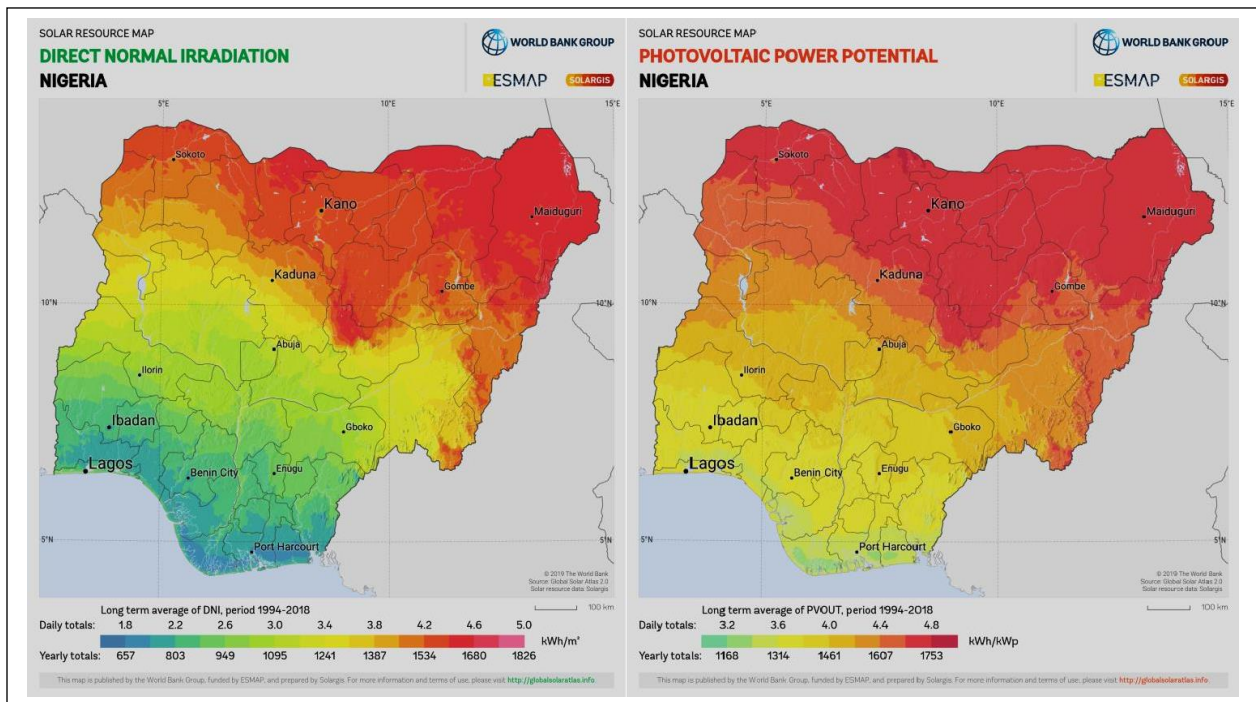 SOLAR RESOURCE MAP
DIRECT NORMAL IRRADIATION
NIGERIA
WORLD BANK GROUP
ESMAP
SOLARGIS
5°E
10°E
15°E
Sokoto
Kano
Maiduguri
Kaduna
Gombe
10°N
10°N
Abuja
Ilorin
Ibadan
Gboko
Lagos
Benin City
Enugu
5°N
5°N
Port Harcourt
© 2019 The World Bank
Source: Global Solar Atlas 2.0
Solar resource data: Solargis
Long term average of DNI, period 1994-2018
100 km
Daily totals: 1.8 2.2 2.6 3.0 3.4 3.8 4.2 4.6 5.0
kWh/m²
Yearly totals: 657 803 949 1095 1241 1387 1534 1680 1826
This map is published by the World Bank Group, funded by ESMAP, and prepared by Solargis. For more information and terms of use, please visit http://globalsolaratlas.info.
SOLAR RESOURCE MAP
PHOTOVOLTAIC POWER POTENTIAL
NIGERIA
WORLD BANK GROUP
ESMAP
SOLARGIS
5°E
10°E
15°E
Sokoto
Kano
Maiduguri
Kaduna
Gombe
10°N
10°N
Abuja
Ilorin
Ibadan
Gboko
Lagos
Benin City
Enugu
5°N
5°N
Port Harcourt
© 2019 The World Bank
Source: Global Solar Atlas 2.0
Solar resource data: Solargis
Long term average of PVOUT, period 1994-2018
100 km
Daily totals: 3.2 3.6 4.0 4.4 4.8
kWh/kWp
Yearly totals: 1168 1314 1461 1607 1753
This map is published by the World Bank Group, funded by ESMAP, and prepared by Solargis. For more information and terms of use, please visit http://globalsolaratlas.info.